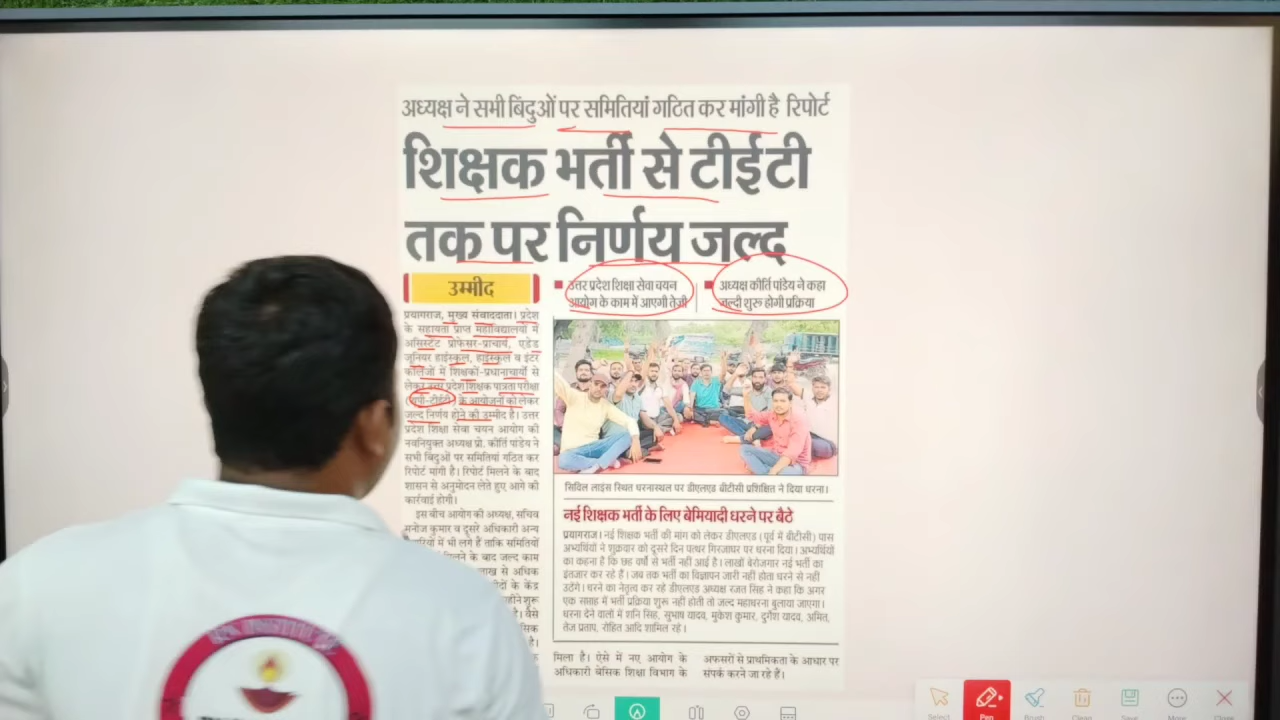 अध्यक्ष ने सभी बिंदुओं पर समितियां गठित कर मांगी है रिपोर्ट
शिक्षक भर्ती से टीईटी
तक पर निर्णय जल्द
उम्मीद
उत्तर प्रदेश शिक्षा सेवा चयन
आयोग के काम में आएगी तेजी
अध्यक्ष कीर्ति पांडेय ने कहा
जल्दी शुरू होगी प्रक्रिया
प्रयागराज, मुख्य संवाददाता। प्रदेश
के सहायता प्राप्त महाविद्यालयों में
असिस्टेंट प्रोफेसर-प्राचार्य, एडेड
जूनियर हाईस्कूल, हाईस्कूल व इंटर
कॉलेजों में शिक्षकों-प्रधानाचार्यों से
लेकर उत्तर प्रदेश शिक्षक पात्रता परीक्षा
(यूपी-टीईटी) के आयोजनों को लेकर
जल्द निर्णय होने की उम्मीद है। उत्तर
प्रदेश शिक्षा सेवा चयन आयोग की
नवनियुक्त अध्यक्ष प्रो. कीर्ति पांडेय ने
सभी बिंदुओं पर समितियां गठित कर
रिपोर्ट मांगी है। रिपोर्ट मिलने के बाद
शासन से अनुमोदन लेते हुए आगे की
कार्रवाई होगी।
इस बीच आयोग की अध्यक्ष, सचिव
मनोज कुमार व दूसरे अधिकारी अन्य
में भी लगे हैं ताकि समितियों
के बाद जल्द काम
लाख से अधिक
के केंद्र
शुरू
है। वैसे
है।
के
सिविल लाइंस स्थित धरनास्थल पर डीएलएड बीटीसी प्रशिक्षित ने दिया धरना।
नई शिक्षक भर्ती के लिए बेमियादी धरने पर बैठे
प्रयागराज। नई शिक्षक भर्ती की मांग को लेकर डीएलएड (पूर्व में बीटीसी) पास
अभ्यर्थियों ने शुक्रवार को दूसरे दिन पत्थर गिरजाघर पर धरना दिया। अभ्यर्थियों
का कहना है कि छह वर्षों से भर्ती नहीं आई है। लाखों बेरोजगार नई भर्ती का
इंतजार कर रहे हैं। जब तक भर्ती का विज्ञापन जारी नहीं होता धरने से नहीं
उठेंगे। धरने का नेतृत्व कर रहे डीएलएड अध्यक्ष रजत सिंह ने कहा कि अगर
एक सप्ताह में भर्ती प्रक्रिया शुरू नहीं होती तो जल्द महाधरना बुलाया जाएगा।
धरना देने वालों में शनि सिंह, सुभाष यादव, मुकेश कुमार, दुर्गेश यादव, अमित,
तेज प्रताप, रोहित आदि शामिल रहे।
मिला है। ऐसे में नए आयोग के
अधिकारी बेसिक शिक्षा विभाग के
अफसरों से प्राथमिकता के आधार पर
संपर्क करने जा रहे हैं।
Select
Pen
Brush
Clean
Save
More
Close